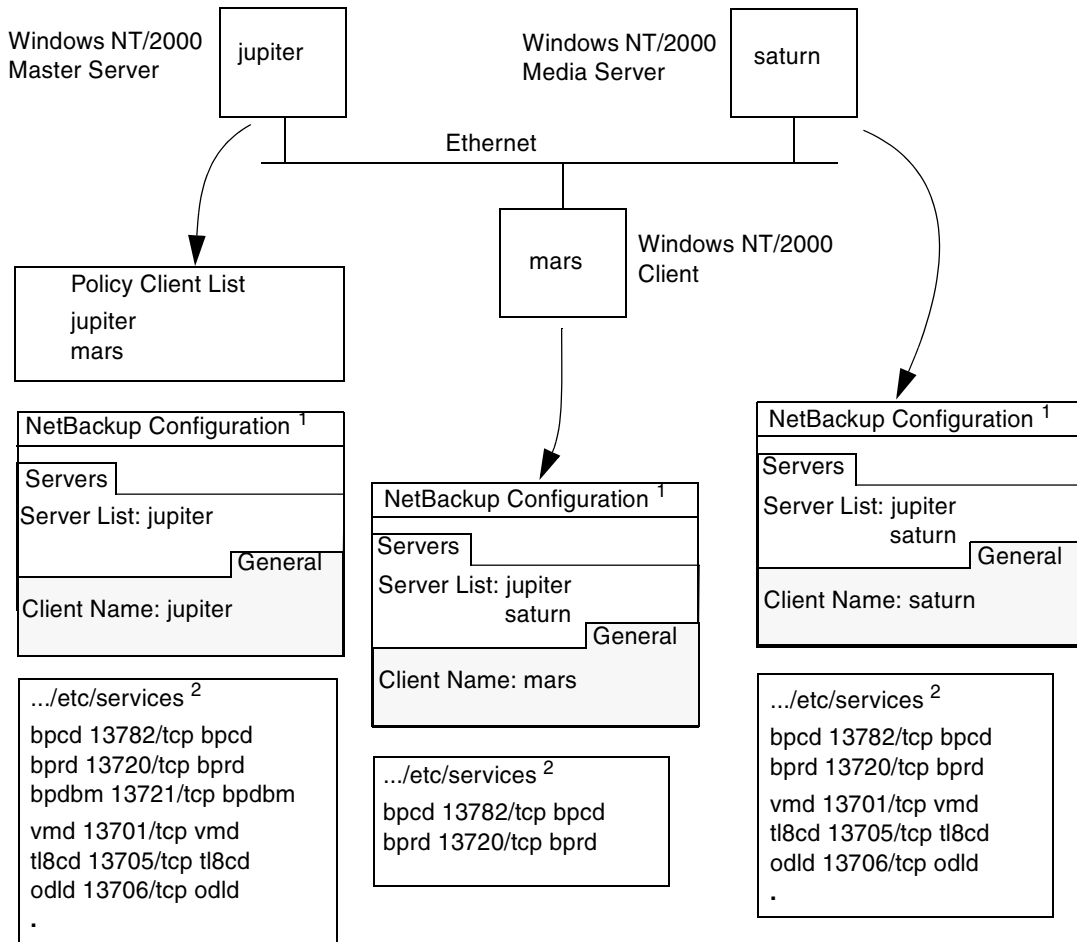 Windows NT/2000
Master Server
jupiter
Windows NT/2000
Media Server
saturn
Ethernet
mars
Windows NT/2000
Client
Policy Client List
jupiter
mars
NetBackup Configuration 1
Servers
Server List: jupiter
General
Client Name: jupiter
.../etc/services 2
bpcd 13782/tcp bpcd
bprd 13720/tcp bprd
bpdbm 13721/tcp bpdbm
vmd 13701/tcp vmd
tl8cd 13705/tcp tl8cd
odld 13706/tcp odld
.
NetBackup Configuration 1
Servers
Server List: jupiter
saturn
General
Client Name: mars
.../etc/services 2
bpcd 13782/tcp bpcd
bprd 13720/tcp bprd
NetBackup Configuration 1
Servers
Server List: jupiter
saturn
General
Client Name: saturn
.../etc/services 2
bpcd 13782/tcp bpcd
bprd 13720/tcp bprd
vmd 13701/tcp vmd
tl8cd 13705/tcp tl8cd
odld 13706/tcp odld
.